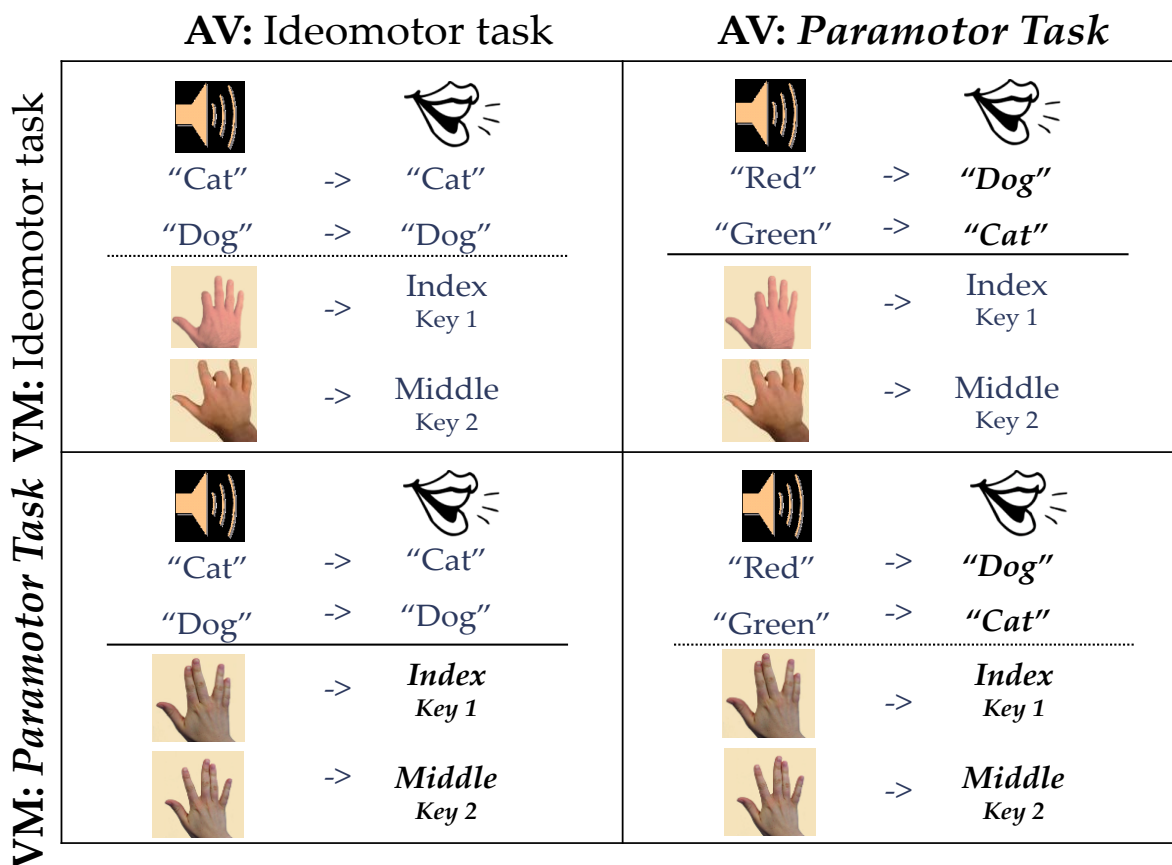 AV: Ideomotor task
AV: Paramotor Task
VM: Ideomotor task
“Cat” -> “Cat”
“Dog” -> “Dog”
-> Index
Key 1
-> Middle
Key 2
“Red” -> “Dog”
“Green” -> “Cat”
-> Index
Key 1
-> Middle
Key 2
VM: Paramotor Task
“Cat” -> “Cat”
“Dog” -> “Dog”
-> Index
Key 1
-> Middle
Key 2
“Red” -> “Dog”
“Green” -> “Cat”
-> Index
Key 1
-> Middle
Key 2